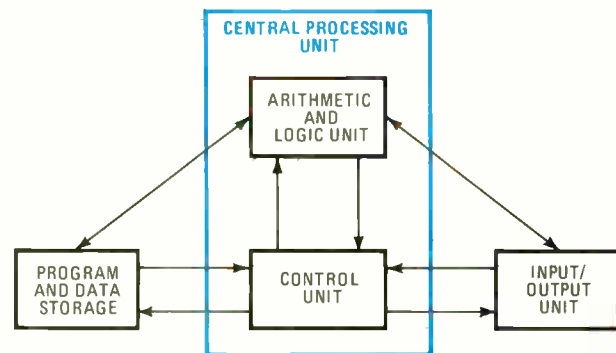 CENTRAL PROCESSING
UNIT
ARITHMETIC
AND
LOGIC UNIT
PROGRAM
AND DATA
STORAGE
CONTROL
UNIT
INPUT/
OUTPUT
UNIT